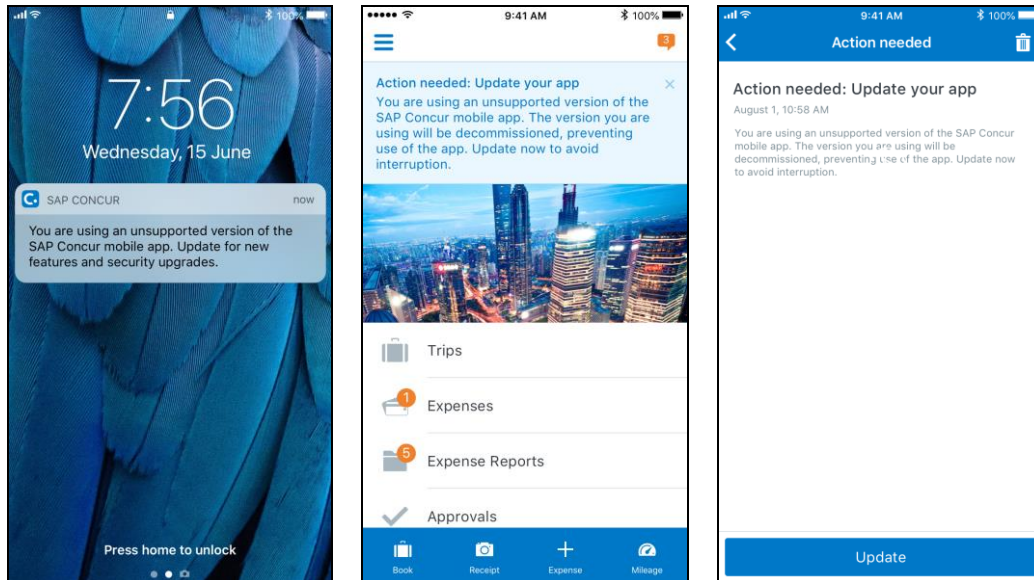 100%
7:56
Wednesday, 15 June
SAP CONCUR now
You are using an unsupported version of the
SAP Concur mobile app. Update for new
features and security upgrades.
Press home to unlock
9:41 AM 100%
3
Action needed: Update your app
You are using an unsupported version of the
SAP Concur mobile app. The version you are
using will be decommissioned, preventing
use of the app. Update now to avoid
interruption.
Trips
1
Expenses
5
Expense Reports
Approvals
Book Receipt Expense Mileage
9:41 AM 100%
Action needed
Action needed: Update your app
August 1, 10:58 AM
You are using an unsupported version of the SAP Concur
mobile app. The version you are using will be
decommissioned, preventing use of the app. Update now
to avoid interruption.
Update